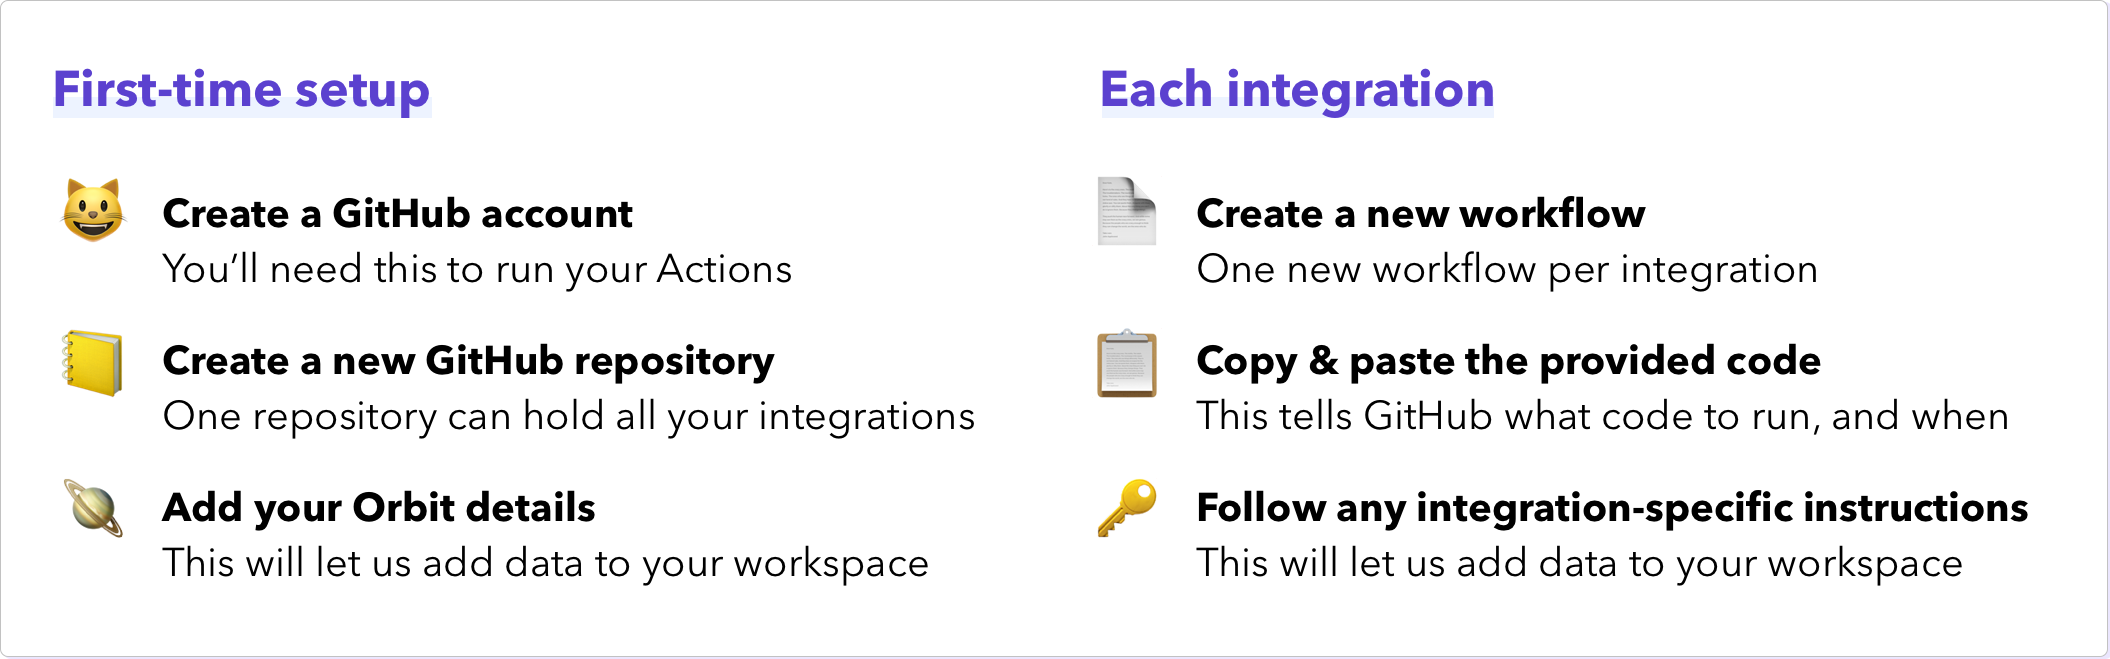 First-time setup
Create a GitHub account
You’ll need this to run your Actions
Create a new GitHub repository
One repository can hold all your integrations
Add your Orbit details
This will let us add data to your workspace
Each integration
Create a new workflow
One new workflow per integration
Copy & paste the provided code
This tells GitHub what code to run, and when
Follow any integration-specific instructions
This will let us add data to your workspace